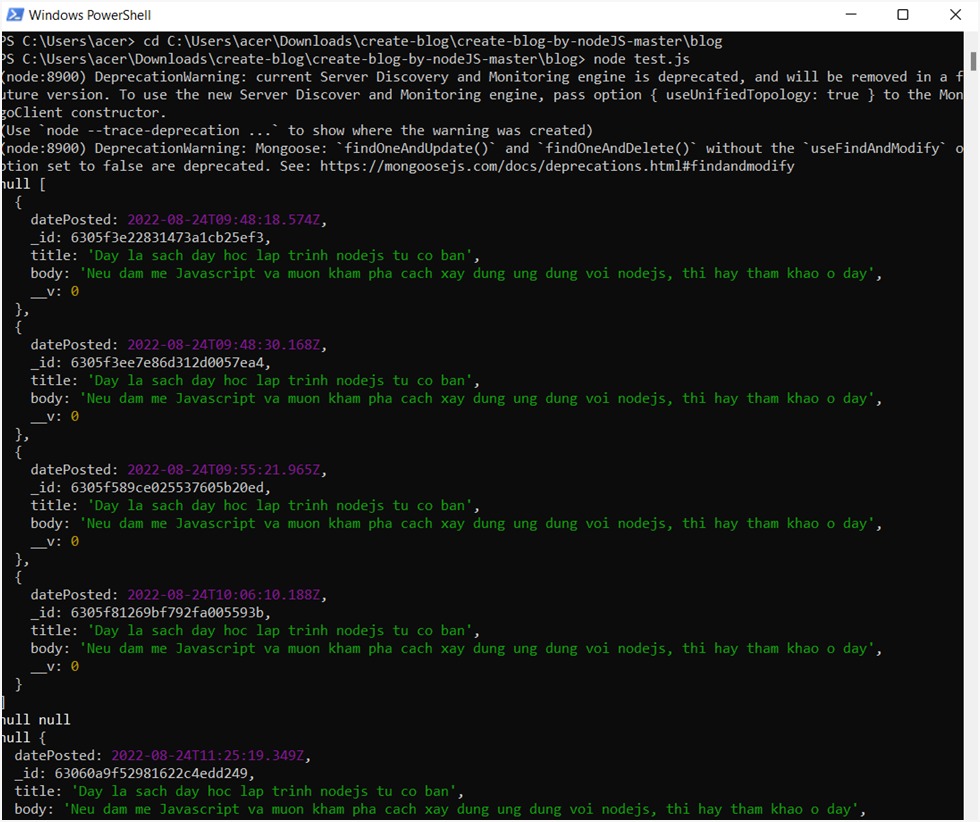 Windows PowerShell
PS C:\Users\acer> cd C:\Users\acer\Downloads\create-blog\create-blog-by-nodeJS-master\blog
PS C:\Users\acer\Downloads\create-blog\create-blog-by-nodeJS-master\blog> node test.js
(node:8900) DeprecationWarning: current Server Discovery and Monitoring engine is deprecated, and will be removed in a f
uture version. To use the new Server Discover and Monitoring engine, pass option { useUnifiedTopology: true } to the Mon
goClient constructor.
(Use `node --trace-deprecation ...` to show where the warning was created)
(node:8900) DeprecationWarning: Mongoose: `findOneAndUpdate()` and `findOneAndDelete()` without the `useFindAndModify` o
ption set to false are deprecated. See: https://mongoosejs.com/docs/deprecations.html#findandmodify
null [
  {
    datePosted: 2022-08-24T09:48:18.574Z,
    _id: 6305f3e22831473a1cb25ef3,
    title: 'Day la sach day hoc lap trinh nodejs tu co ban',
    body: 'Neu dam me Javascript va muon kham pha cach xay dung ung dung voi nodejs, thi hay tham khao o day',
    __v: 0
  },
  {
    datePosted: 2022-08-24T09:48:30.168Z,
    _id: 6305f3ee7e86d312d0057ea4,
    title: 'Day la sach day hoc lap trinh nodejs tu co ban',
    body: 'Neu dam me Javascript va muon kham pha cach xay dung ung dung voi nodejs, thi hay tham khao o day',
    __v: 0
  },
  {
    datePosted: 2022-08-24T09:55:21.965Z,
    _id: 6305f589ce025537605b20ed,
    title: 'Day la sach day hoc lap trinh nodejs tu co ban',
    body: 'Neu dam me Javascript va muon kham pha cach xay dung ung dung voi nodejs, thi hay tham khao o day',
    __v: 0
  },
  {
    datePosted: 2022-08-24T10:06:10.188Z,
    _id: 6305f81269bf792fa005593b,
    title: 'Day la sach day hoc lap trinh nodejs tu co ban',
    body: 'Neu dam me Javascript va muon kham pha cach xay dung ung dung voi nodejs, thi hay tham khao o day',
    __v: 0
  }
]
null null
null {
  datePosted: 2022-08-24T11:25:19.349Z,
  _id: 63060a9f52981622c4edd249,
  title: 'Day la sach day hoc lap trinh nodejs tu co ban',
  body: 'Neu dam me Javascript va muon kham pha cach xay dung ung dung voi nodejs, thi hay tham khao o day',